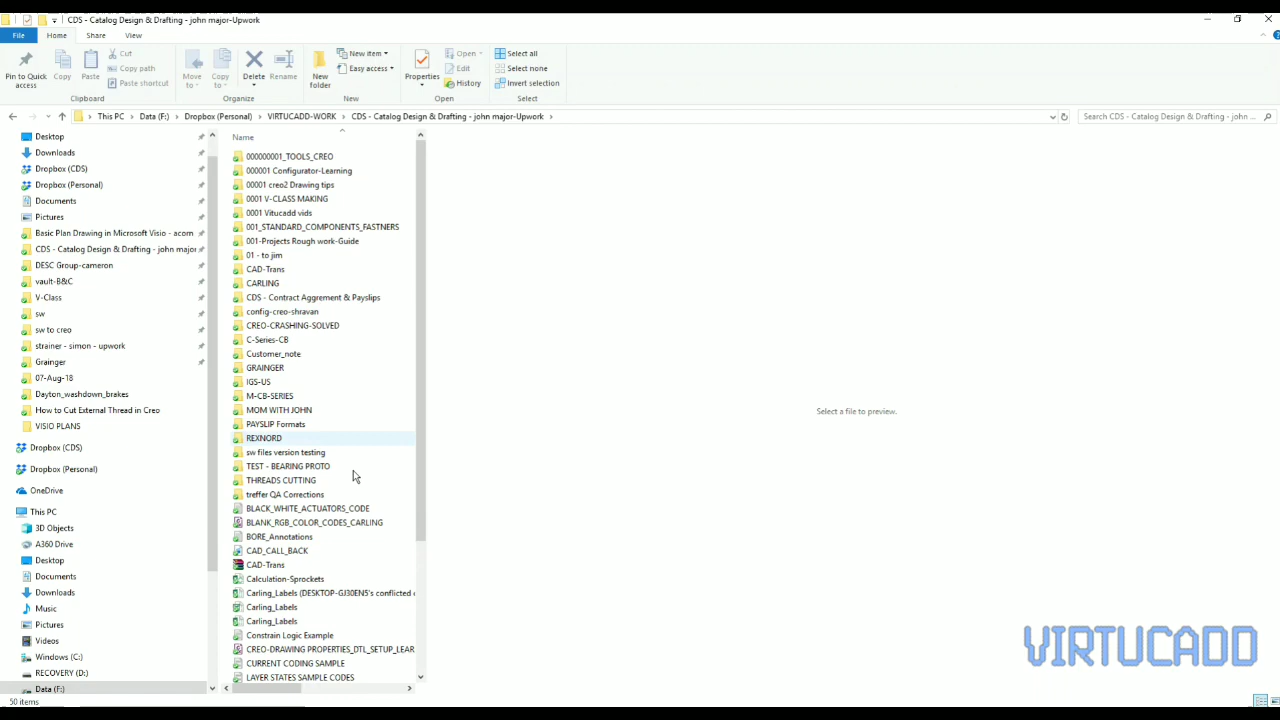 CDS - Catalog Design & Drafting - john major-Upwork
File Home Share View
Pin to Quick access
Copy
Paste
Cut
Copy path
Paste shortcut
Clipboard
Move to
Copy to
Delete
Rename
Organize
New folder
New item
Easy access
New
Properties
Open
Edit
History
Open
Select all
Select none
Invert selection
Select
This PC > Data (F:) > Dropbox (Personal) > VIRTUCADD-WORK > CDS - Catalog Design & Drafting - john major-Upwork >
Search CDS - Catalog Design & Drafting - john ...
Desktop
Downloads
Dropbox (CDS)
Dropbox (Personal)
Documents
Pictures
Basic Plan Drawing in Microsoft Visio - acorn
CDS - Catalog Design & Drafting - john major
DESC Group-cameron
vault-B&C
V-Class
sw
sw to creo
strainer - simon - upwork
Grainger
07-Aug-18
Dayton_washdown_brakes
How to Cut External Thread in Creo
VISIO PLANS
Dropbox (CDS)
Dropbox (Personal)
OneDrive
This PC
3D Objects
A360 Drive
Desktop
Documents
Downloads
Music
Pictures
Videos
Windows (C:)
RECOVERY (D:)
Data (F:)
Name
000000001_TOOLS_CREO
000001 Configurator-Learning
00001 creo2 Drawing tips
0001 V-CLASS MAKING
0001 Vitucadd vids
001_STANDARD_COMPONENTS_FASTNERS
001-Projects Rough work-Guide
01 - to jim
CAD-Trans
CARLING
CDS - Contract Aggrement & Payslips
config-creo-shravan
CREO-CRASHING-SOLVED
C-Series-CB
Customer_note
GRAINGER
IGS-US
M-CB-SERIES
MOM WITH JOHN
PAYSLIP Formats
REXNORD
sw files version testing
TEST - BEARING PROTO
THREADS CUTTING
treffer QA Corrections
BLACK_WHITE_ACTUATORS_CODE
BLANK_RGB_COLOR_CODES_CARLING
BORE_Annotations
CAD_CALL_BACK
CAD-Trans
Calculation-Sprockets
Carling_Labels (DESKTOP-GJ30EN5's conflicted c
Carling_Labels
Carling_Labels
Constrain Logic Example
CREO-DRAWING PROPERTIES_DTL_SETUP_LEAR
CURRENT CODING SAMPLE
LAYER STATES SAMPLE CODES
Select a file to preview.
VIRTUCADD
50 items